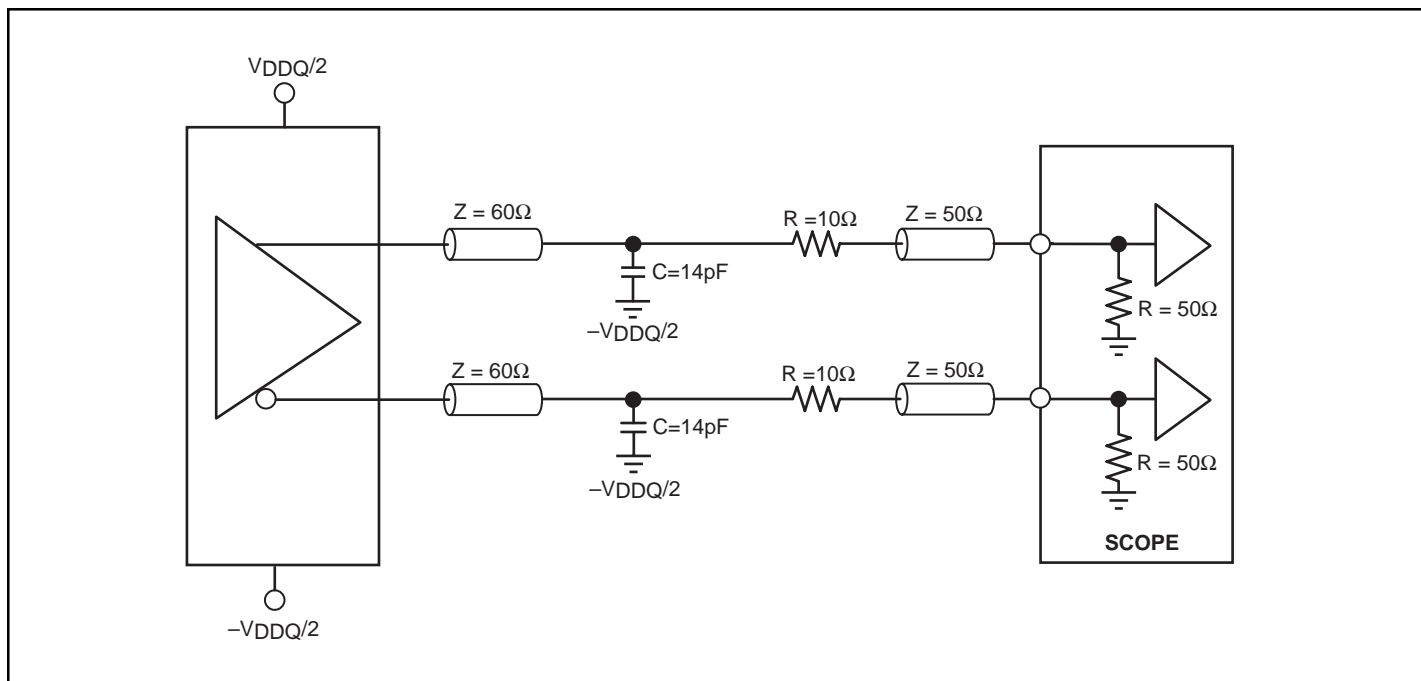 VDDQ/2
Z = 60Ω
R =10Ω
Z = 50Ω
C=14pF
–VDDQ/2
R = 50Ω
Z = 60Ω
R =10Ω
Z = 50Ω
C=14pF
–VDDQ/2
R = 50Ω
SCOPE
–VDDQ/2